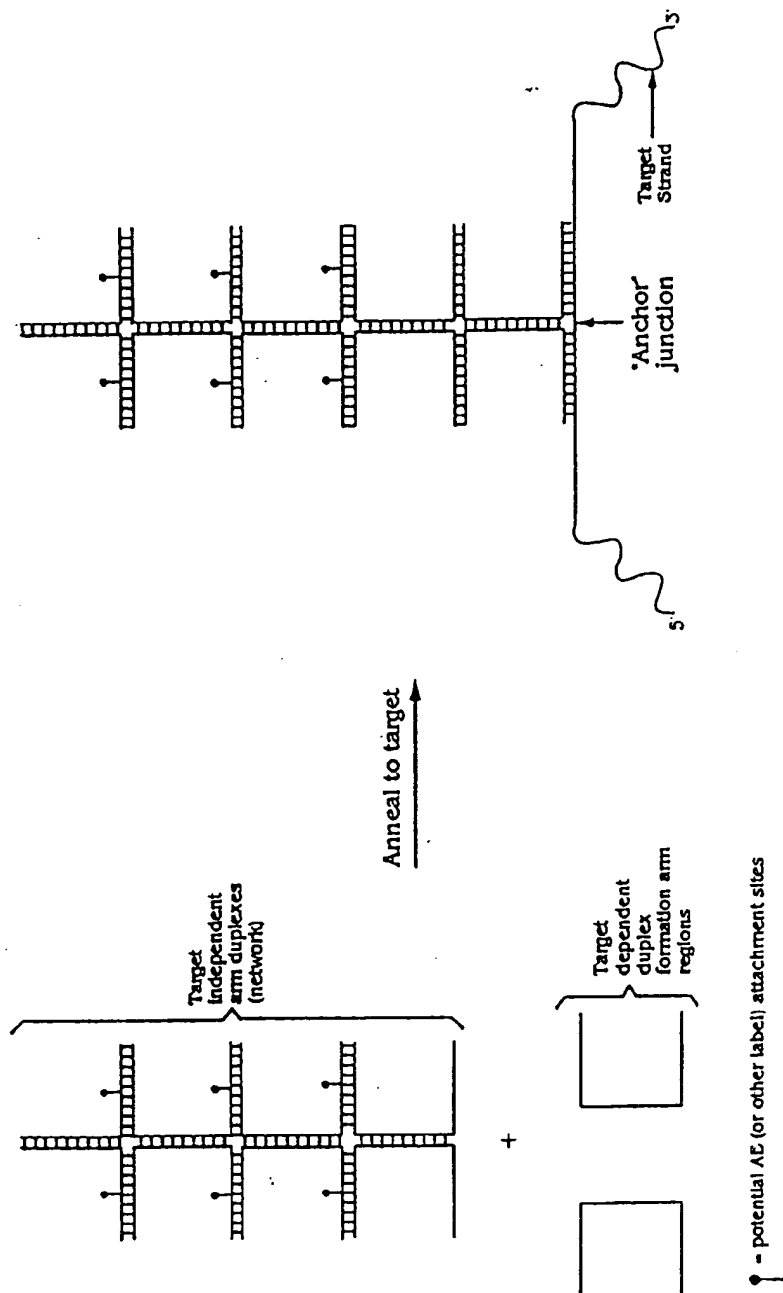 Target
independent
arm duplexes
(network)
+
Target
dependent
duplex
formation arm
regions
= potential AE (or other label) attachment sites
Anneal to target
5'
"Anchor"
junction
Target
Strand
3'